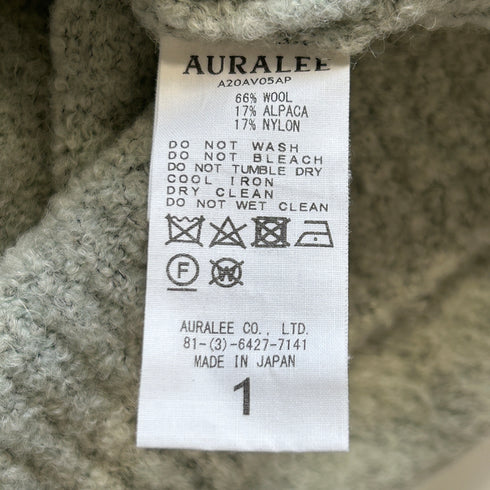 AURALEE
A20AV05AP
66% WOOL
17% ALPACA
17% NYLON
DO NOT WASH
DO NOT BLEACH
DO NOT TUMBLE DRY
COOL IRON
DRY CLEAN
DO NOT WET CLEAN
F W
AURALEE CO., LTD.
81-(3)-6427-7141
MADE IN JAPAN
1